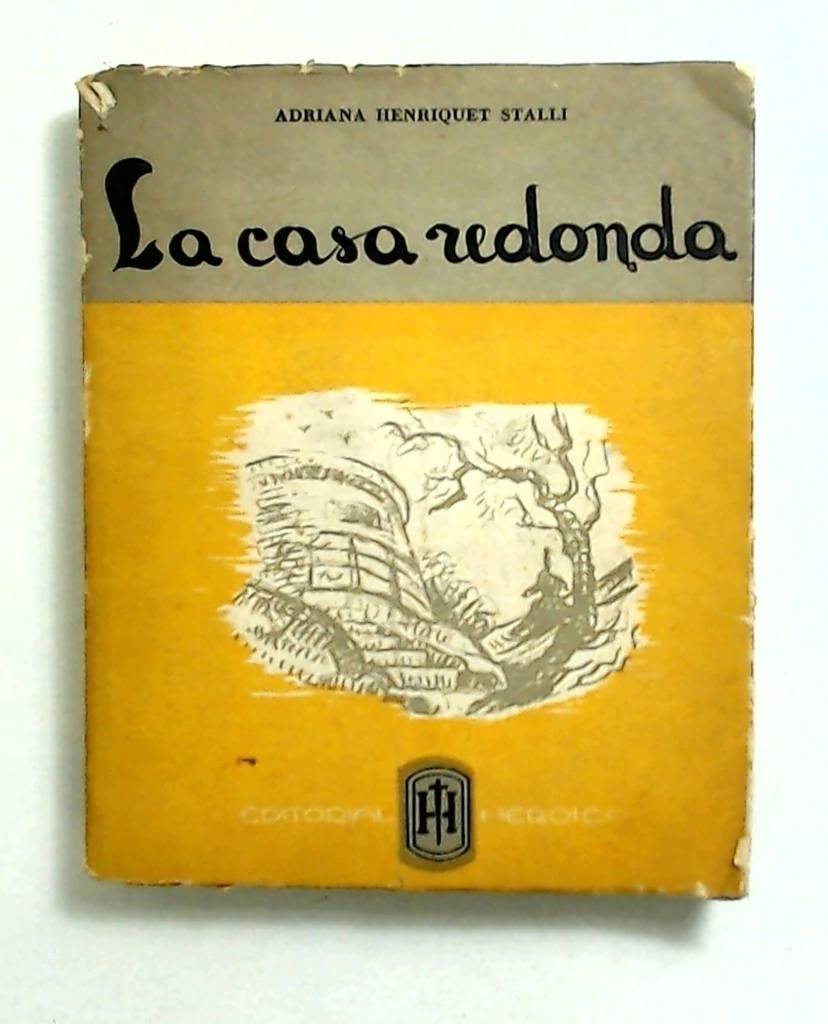 ADRIANA HENRIQUET STALLI
La casa redonda
EDITORIAL H HEROICA